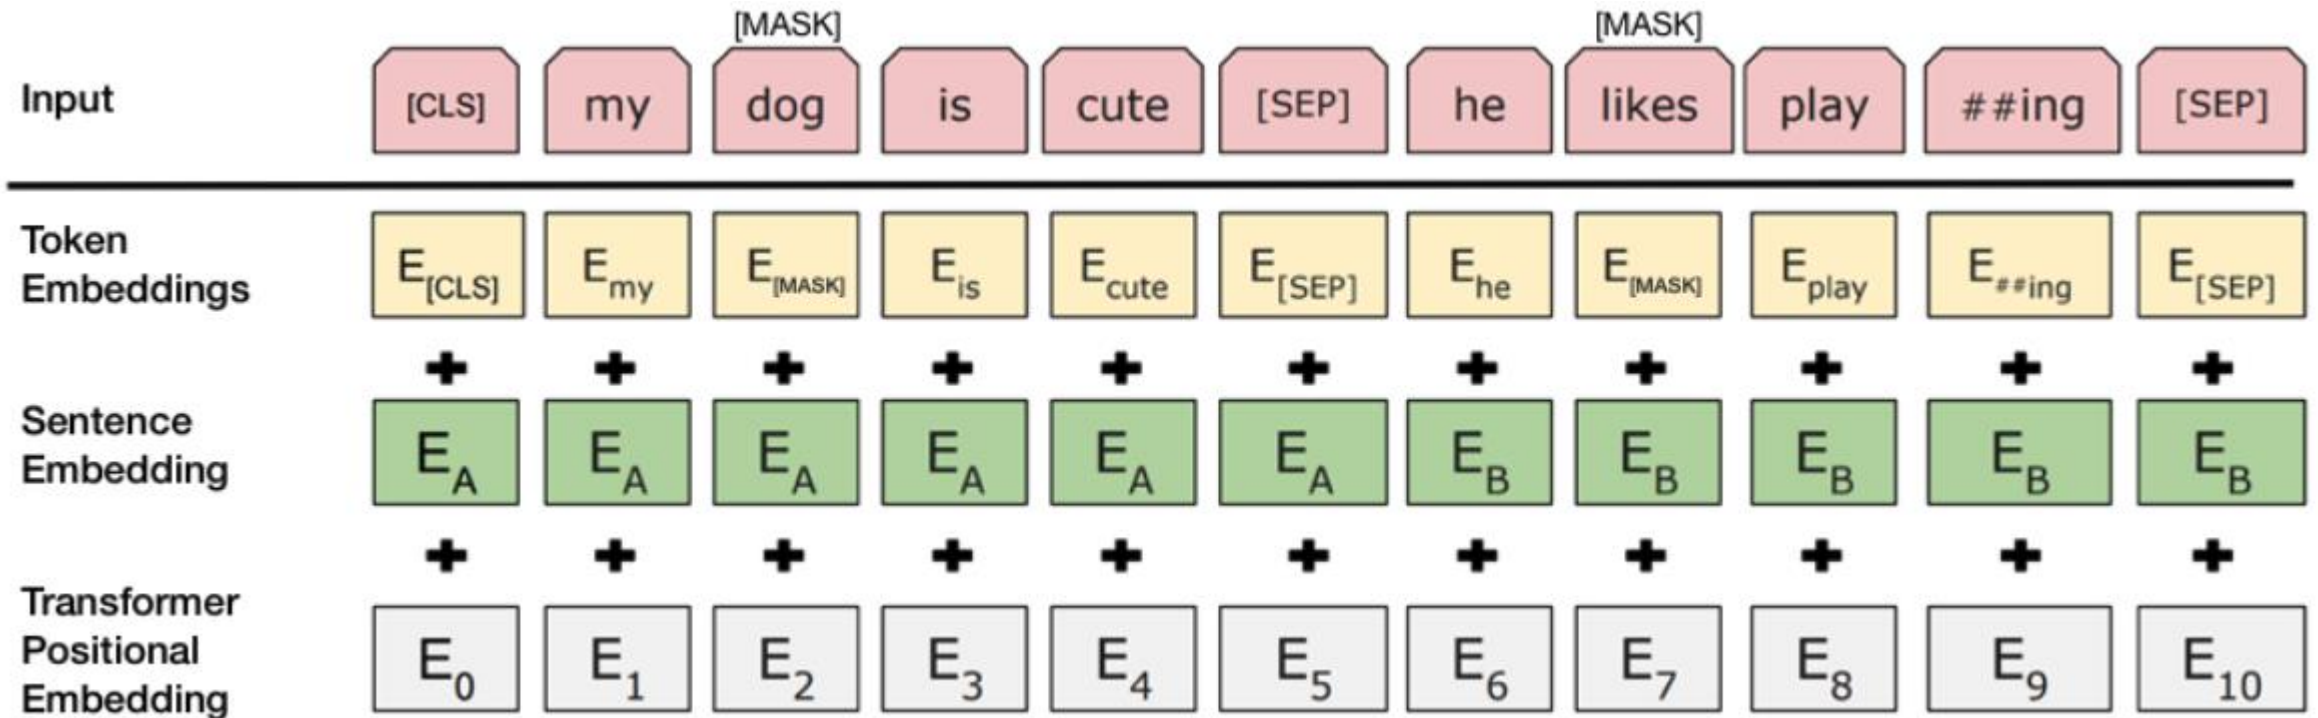 [MASK] [MASK]
Input [CLS] my dog is cute [SEP] he likes play ##ing [SEP]
Token
Embeddings
E[CLS] Emy E[MASK] Eis Ecute E[SEP] Ehe E[MASK] Eplay E##ing E[SEP]
+ + + + + + + + + + +
Sentence
Embedding
EA EA EA EA EA EA EB EB EB EB EB
+ + + + + + + + + + +
Transformer
Positional
Embedding
E0 E1 E2 E3 E4 E5 E6 E7 E8 E9 E10